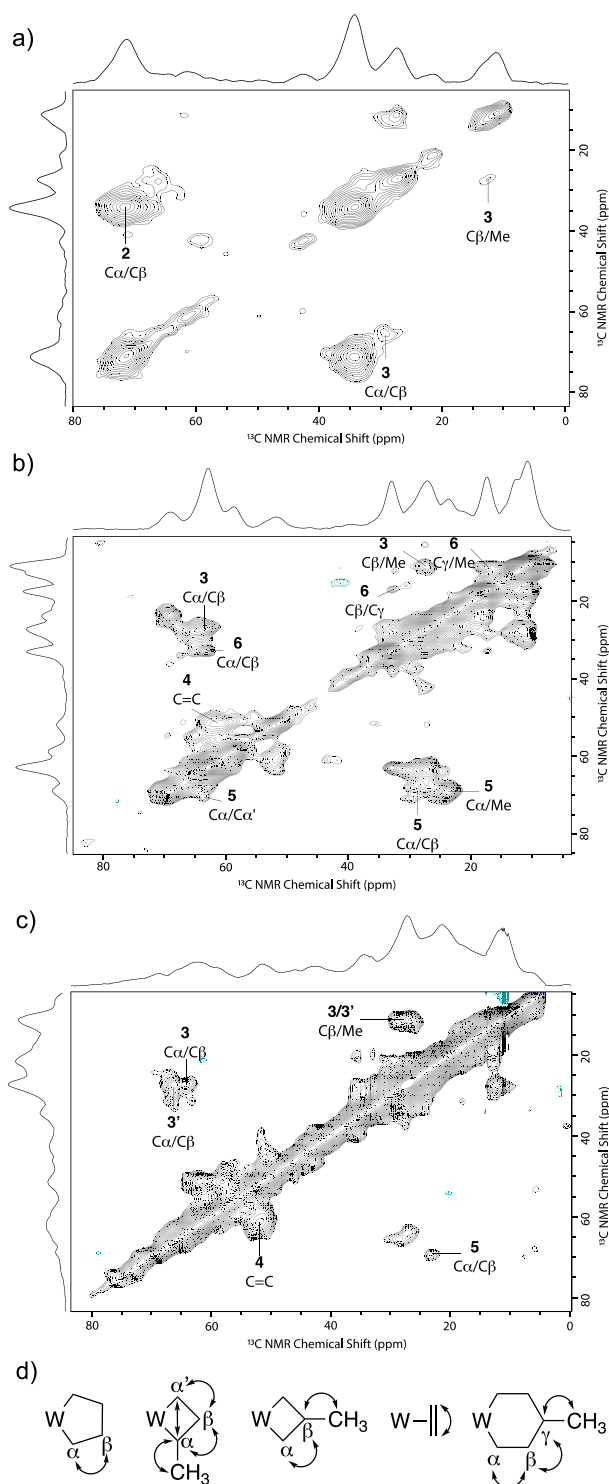 a)
20
40
60
80
¹³C NMR Chemical Shift (ppm)
2
Cα/Cβ
3
Cβ/Me
3
Cα/Cβ
80
60
40
20
0
¹³C NMR Chemical Shift (ppm)
b)
3
Cβ/Me
6
Cγ/Me
6
Cβ/Cγ
3
Cα/Cβ
6
Cα/Cβ
4
C=C
5
Cα/Cα'
5
Cα/Me
5
Cα/Cβ
20
40
60
80
¹³C NMR Chemical Shift (ppm)
80
60
40
20
¹³C NMR Chemical Shift (ppm)
c)
3/3'
Cβ/Me
3
Cα/Cβ
3'
Cα/Cβ
4
C=C
5
Cα/Cβ
20
40
60
80
¹³C NMR Chemical Shift (ppm)
80
60
40
20
0
¹³C NMR Chemical Shift (ppm)
d)
W
α
β
α'
W
β
α
CH₃
W
β
CH₃
α
W
W
CH₃
γ
α
β